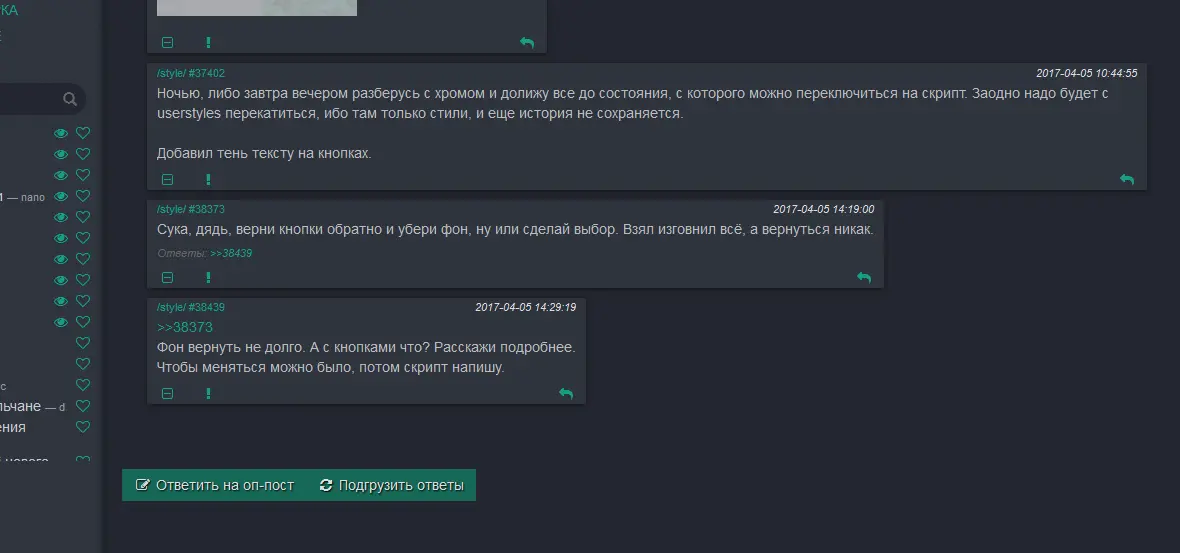 /style/ #37402 2017-04-05 10:44:55
Ночью, либо завтра вечером разберусь с хромом и долижу все до состояния, с которого можно переключиться на скрипт. Заодно надо будет с
userstyles перекатиться, ибо там только стили, и еще история не сохраняется.
Добавил тень тексту на кнопках.
— nano
/style/ #38373 2017-04-05 14:19:00
Сука, дядь, верни кнопки обратно и убери фон, ну или сделай выбор. Взял изговнил всё, а вернуться никак.
Ответы: >>38439
/style/ #38439 2017-04-05 14:29:19
>>38373
Фон вернуть не долго. А с кнопками что? Расскажи подробнее.
Чтобы меняться можно было, потом скрипт напишу.
— d
Ответить на оп-пост Подгрузить ответы